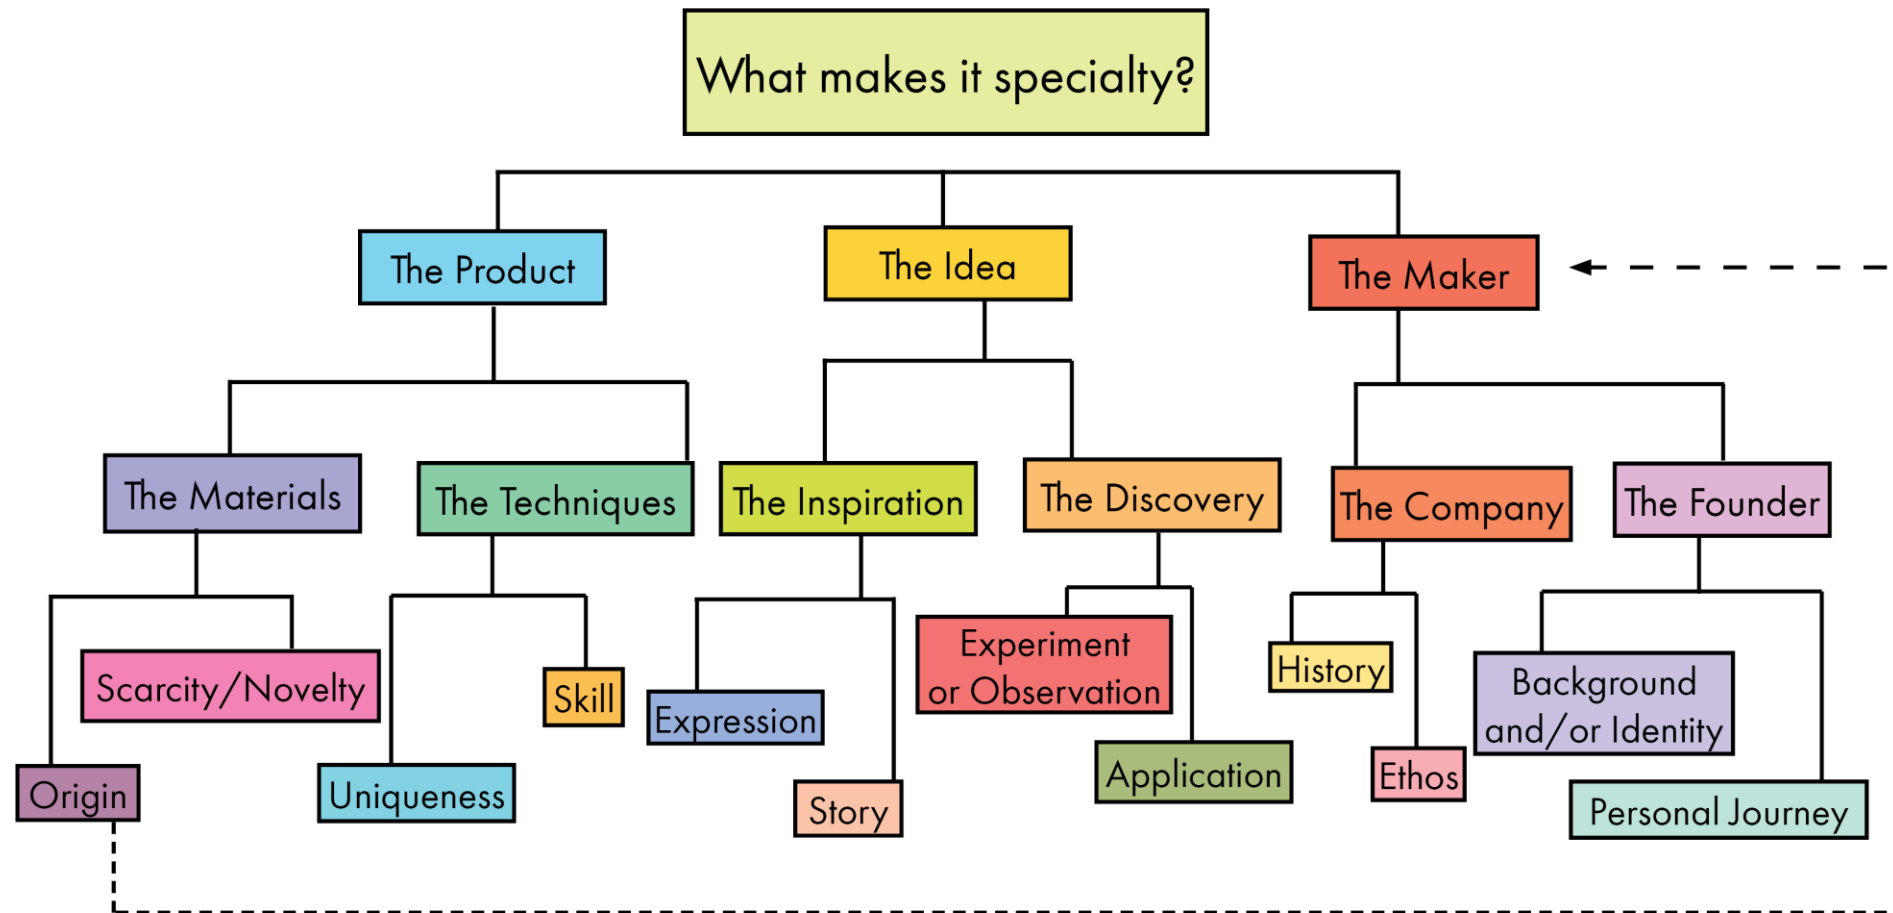 What makes it specialty?
The Product
The Idea
The Maker
The Materials
The Techniques
The Inspiration
The Discovery
The Company
The Founder
Scarcity/Novelty
Skill
Expression
Experiment
or Observation
History
Background
and/or Identity
Origin
Uniqueness
Story
Application
Ethos
Personal Journey